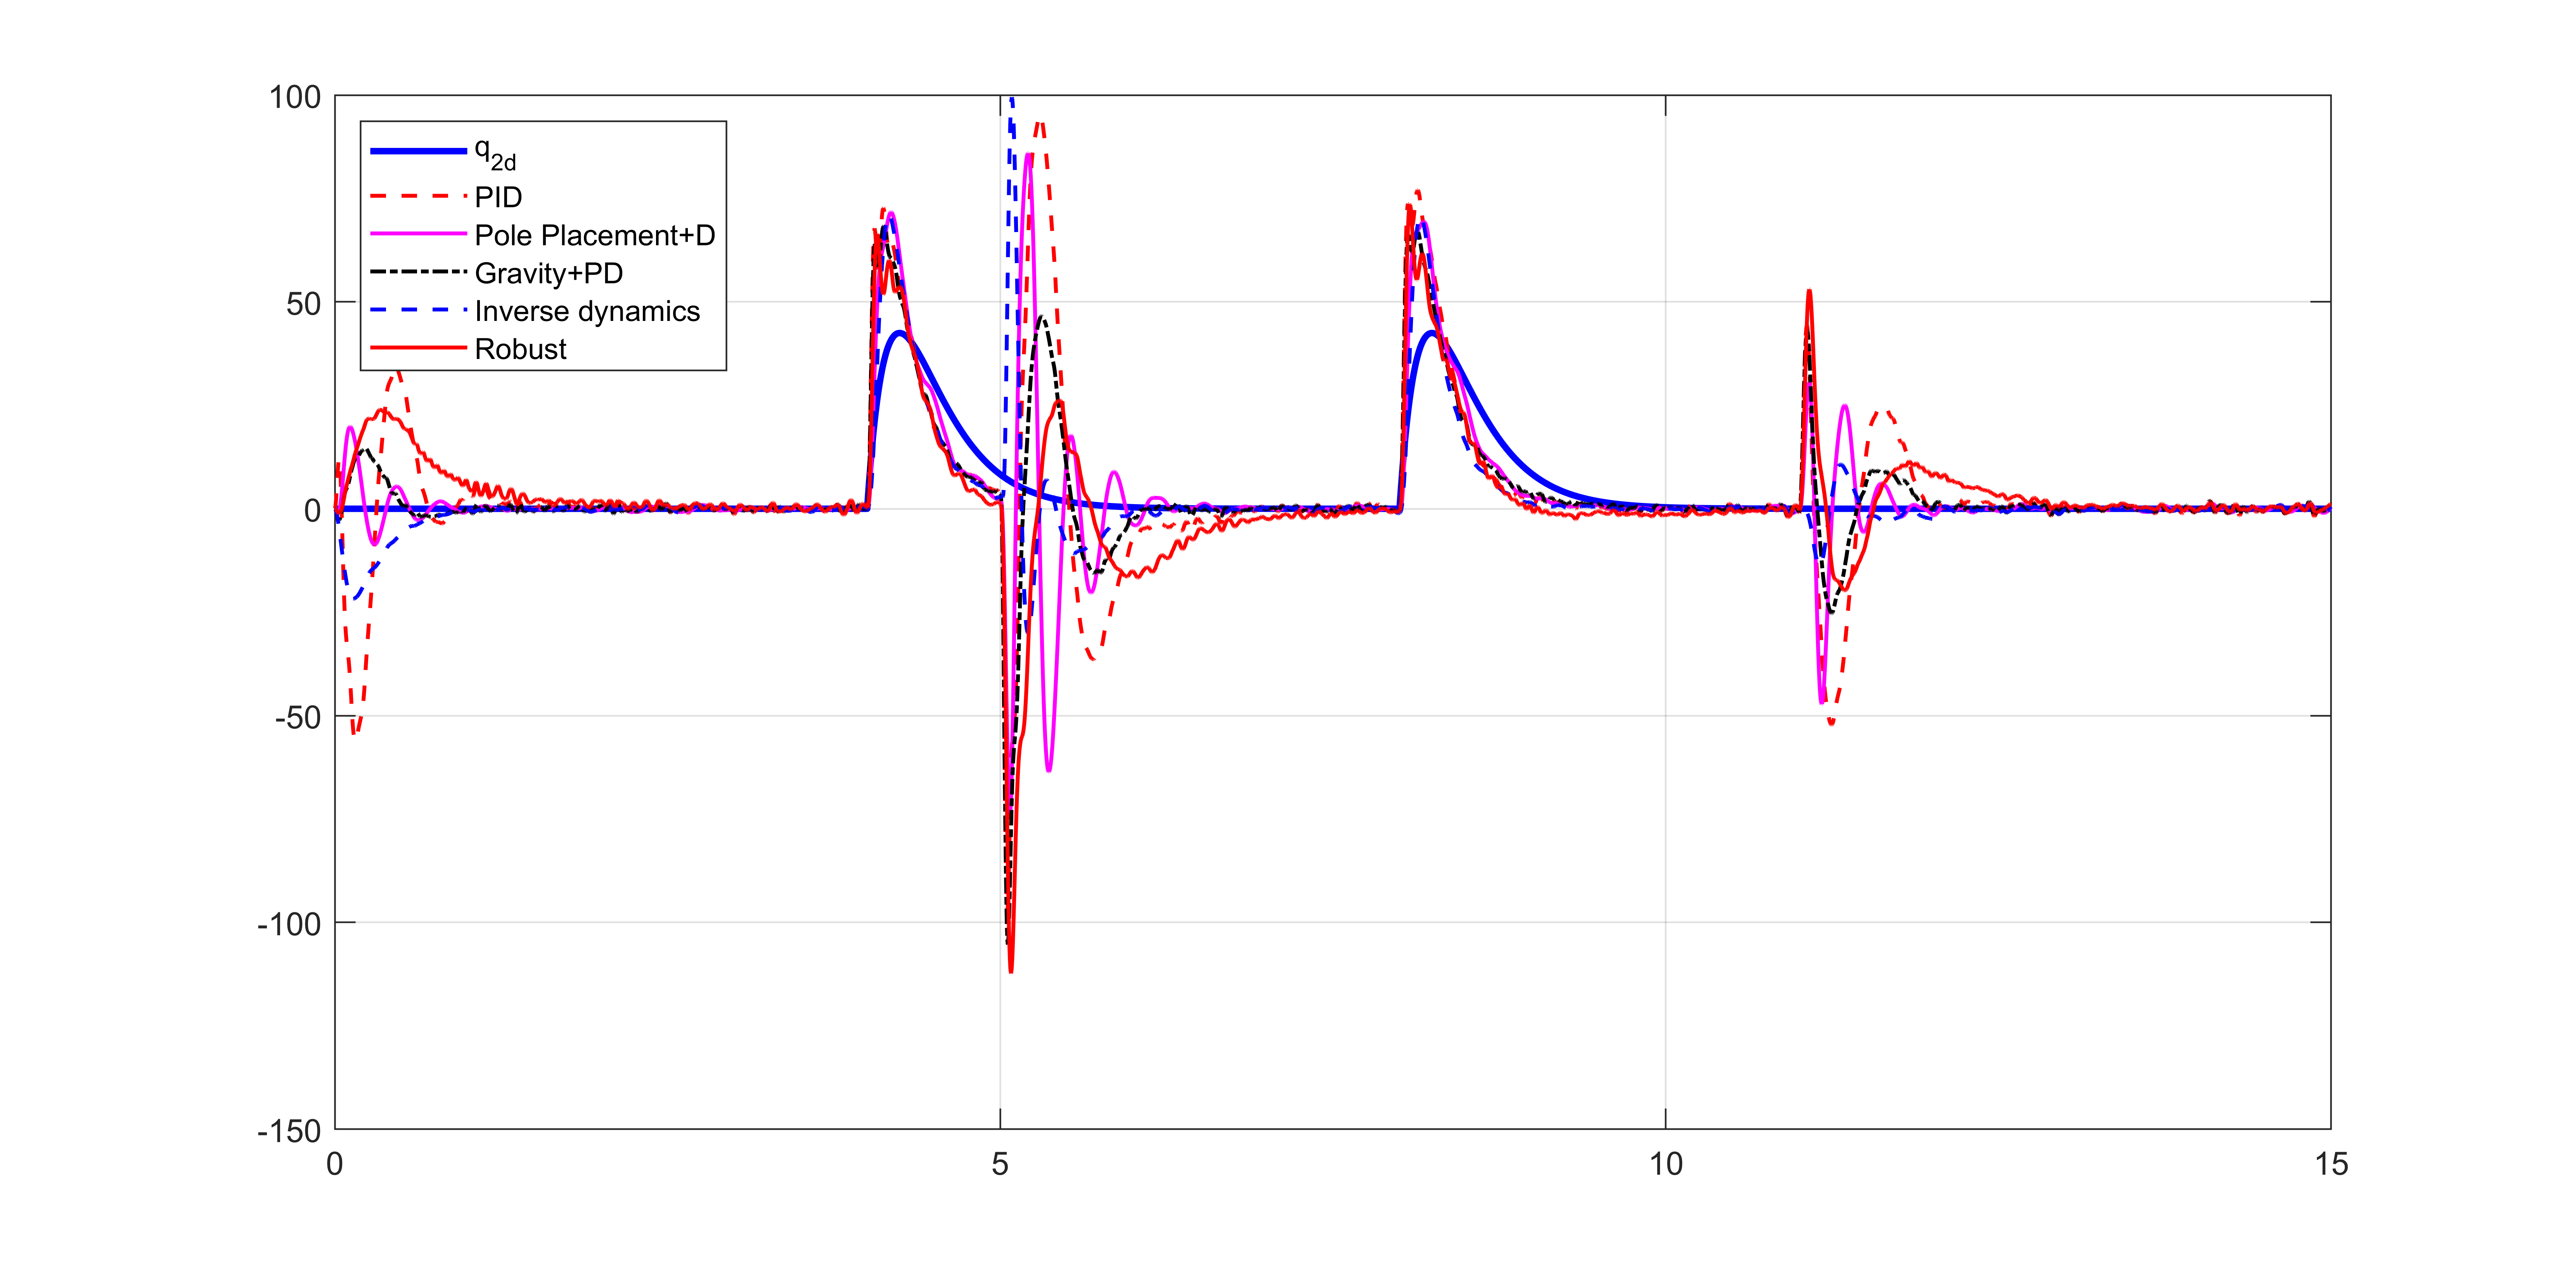 100
50
0
-50
-100
-150
q2d
PID
Pole Placement+D
Gravity+PD
Inverse dynamics
Robust
0 5 10 15